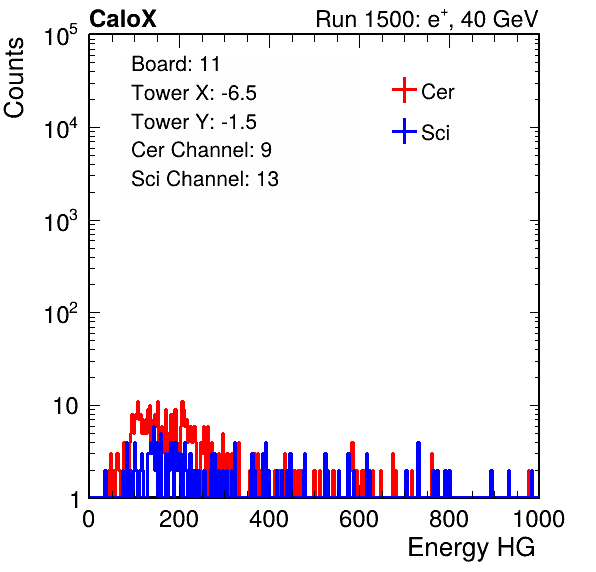 CaloX Run 1500: e⁺, 40 GeV
Counts
10⁵
10⁴
10³
10²
10
1
Board: 11
Tower X: -6.5
Tower Y: -1.5
Cer Channel: 9
Sci Channel: 13
Cer
Sci
0 200 400 600 800 1000
Energy HG